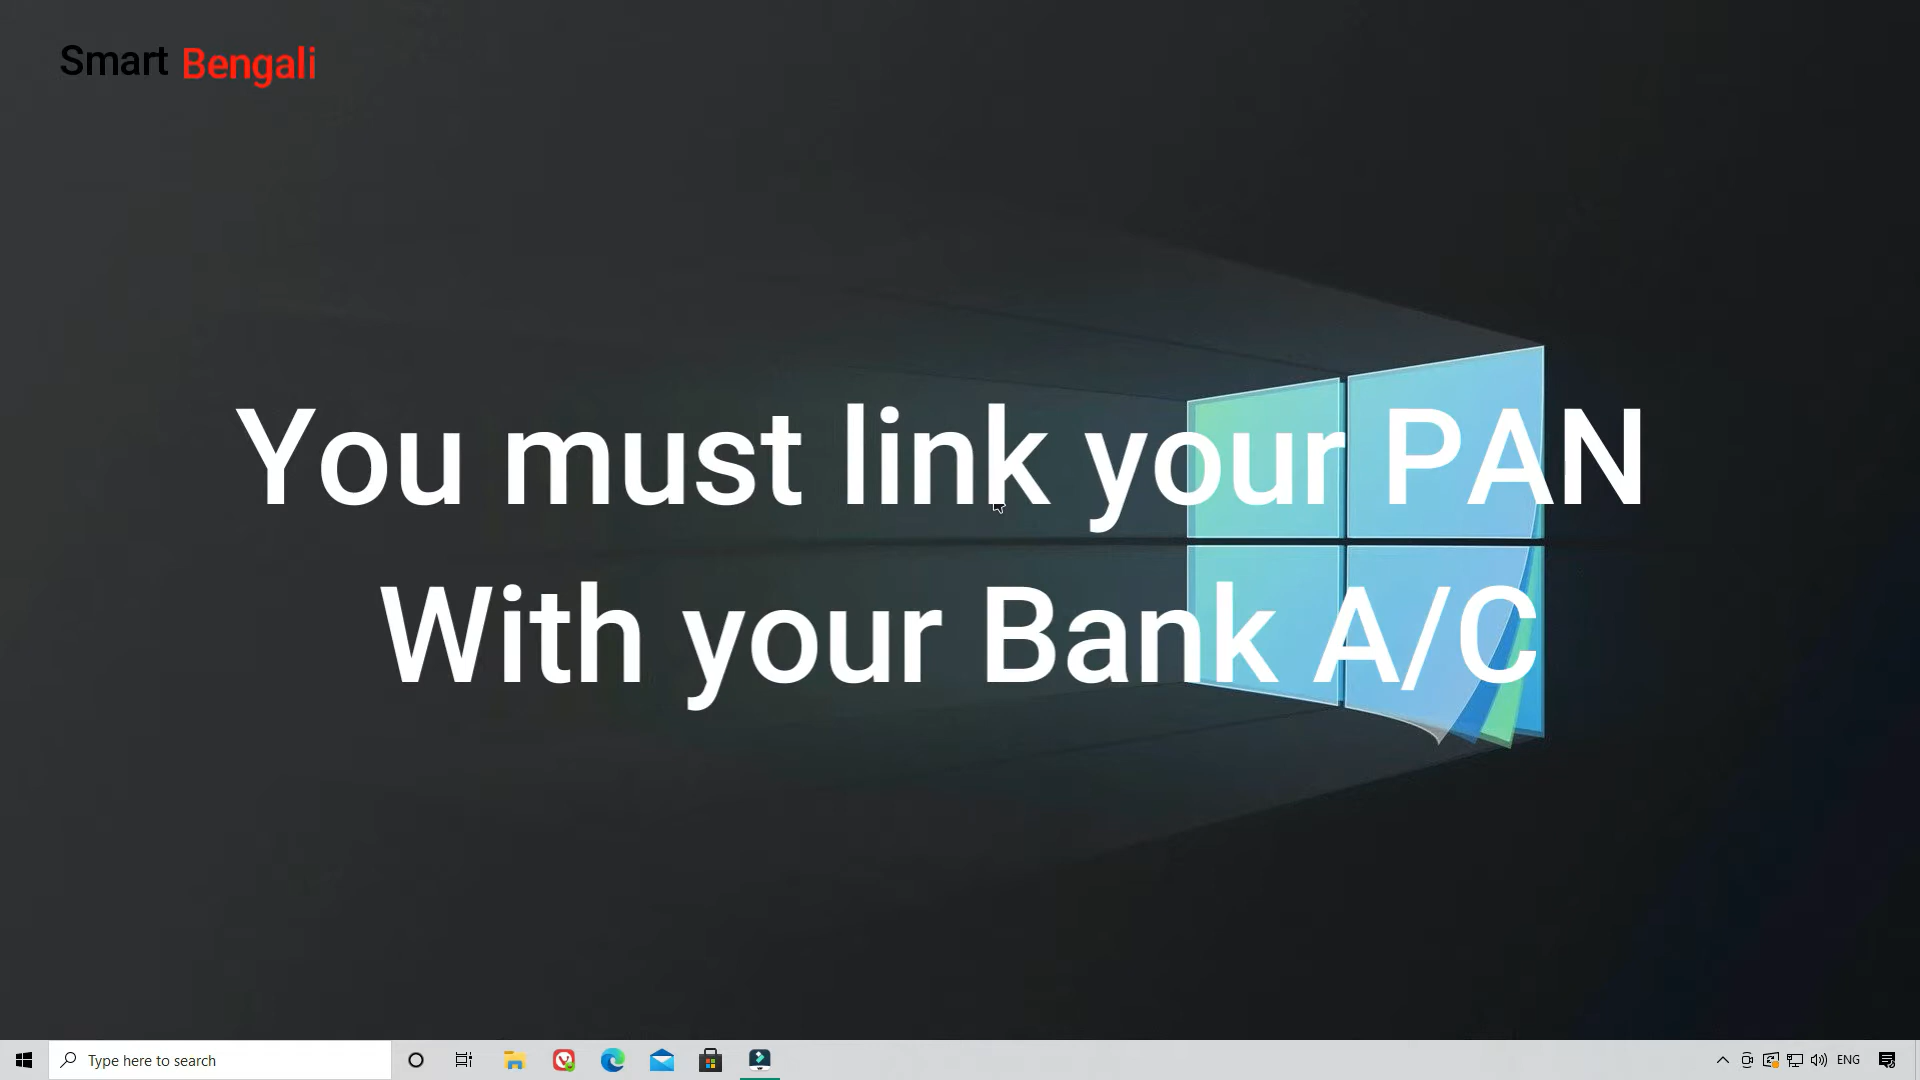 Smart Bengali
You must link your PAN
With your Bank A/C
Type here to search
ENG